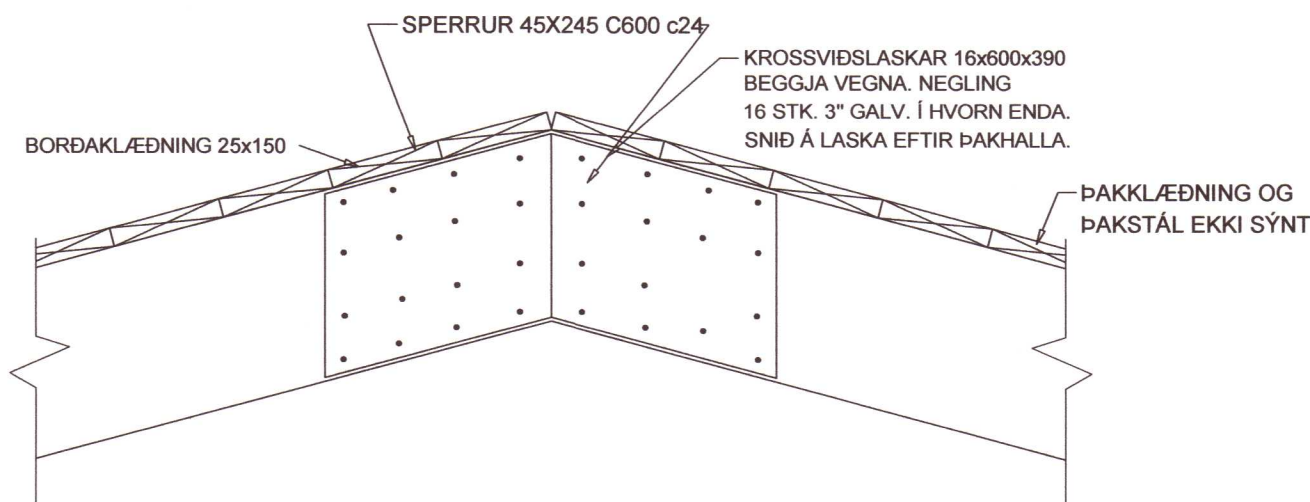 SPERRUR 45X245 C600 c24
KROSSVIÐSLASKAR 16x600x390
BEGGJA VEGNA. NEGLING
16 STK. 3" GALV. Í HVORN ENDA.
SNIÐ Á LASKA EFTIR ÞAKHALLA.
BORÐAKLÆÐNING 25x150
ÞAKKLÆÐNING OG
ÞAKSTÁL EKKI SÝNT